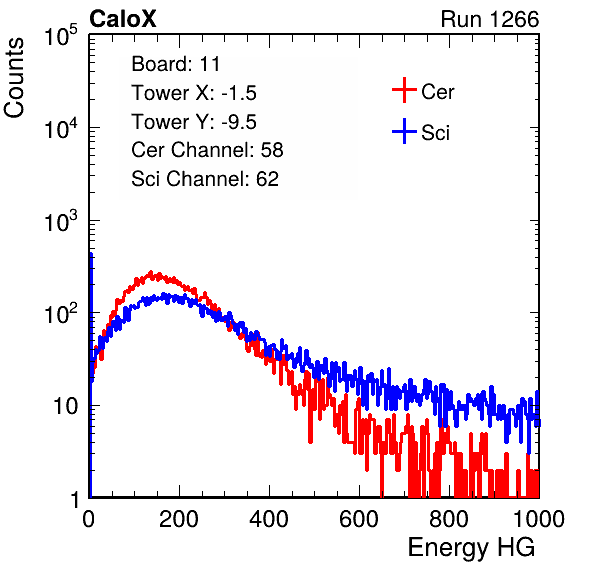 CaloX Run 1266
Counts
10^5
10^4
10^3
10^2
10
1
Board: 11
Tower X: -1.5
Tower Y: -9.5
Cer Channel: 58
Sci Channel: 62
Cer
Sci
0 200 400 600 800 1000
Energy HG